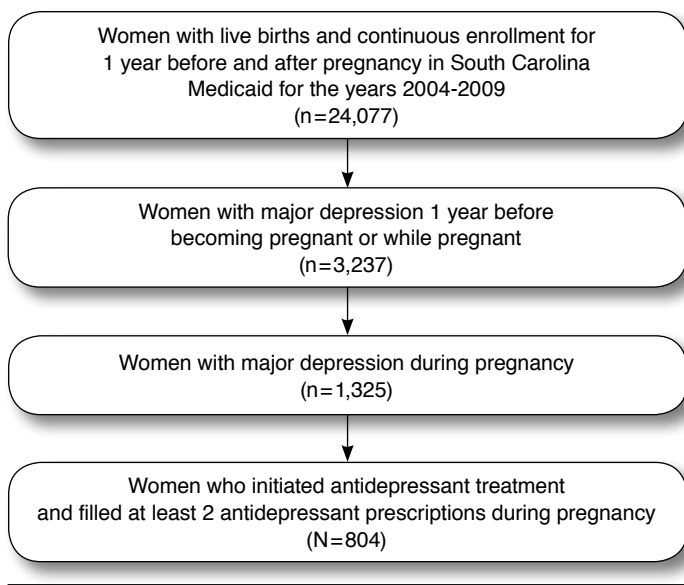 Women with live births and continuous enrollment for
1 year before and after pregnancy in South Carolina
Medicaid for the years 2004-2009
(n=24,077)
Women with major depression 1 year before
becoming pregnant or while pregnant
(n=3,237)
Women with major depression during pregnancy
(n=1,325)
Women who initiated antidepressant treatment
and filled at least 2 antidepressant prescriptions during pregnancy
(N=804)